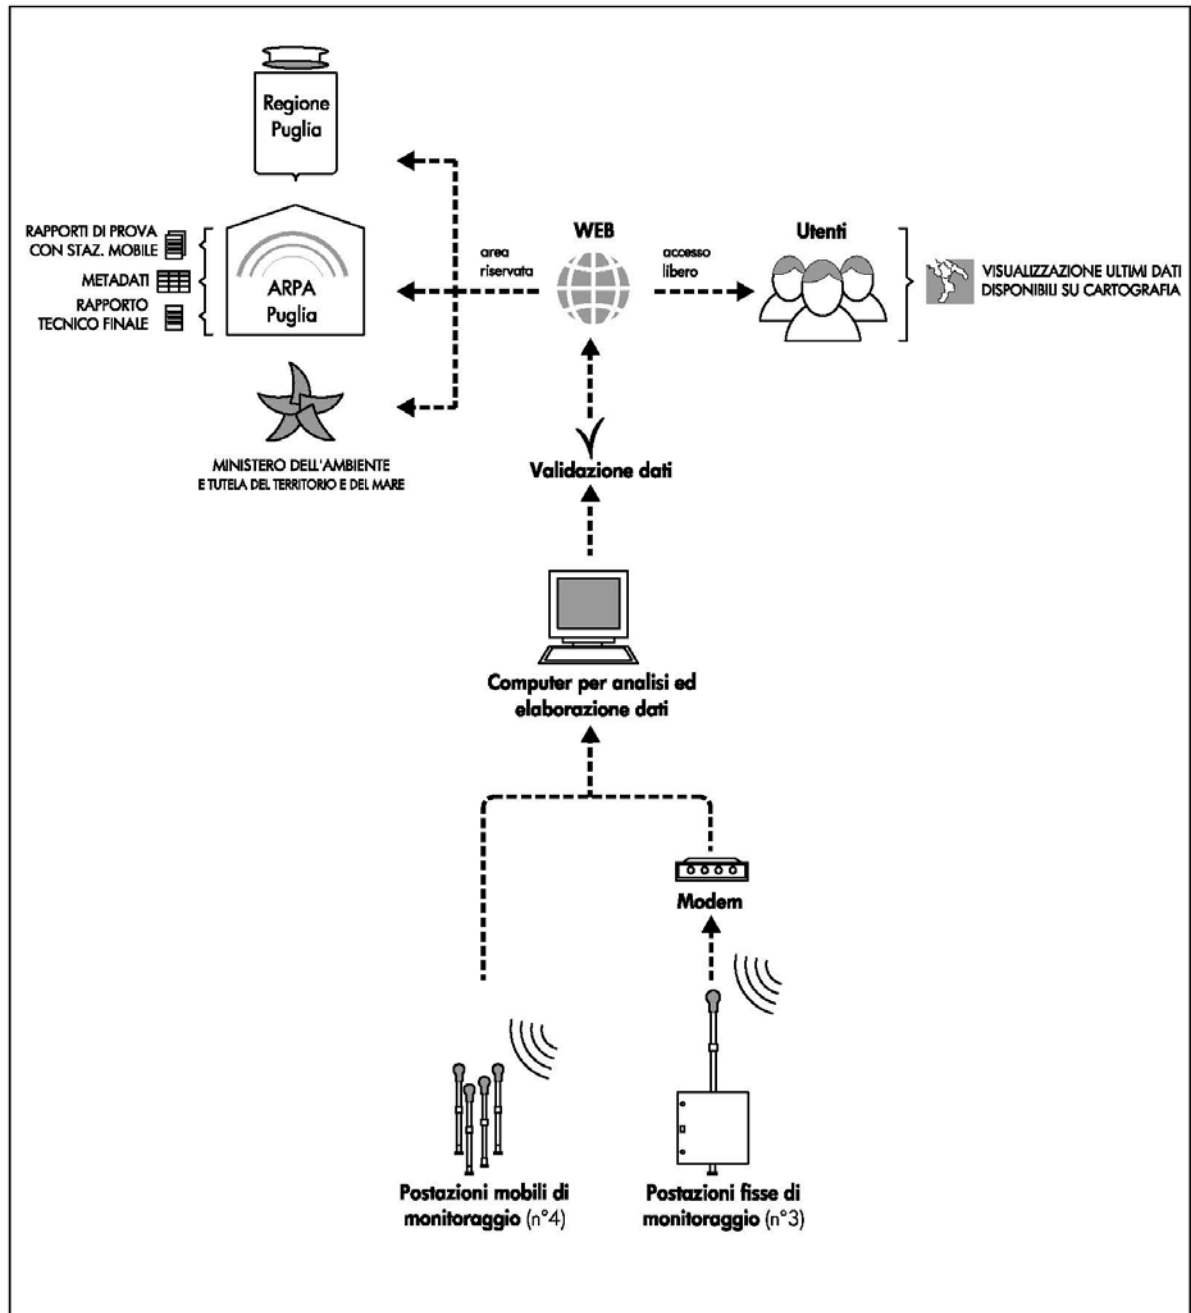 Regione
Puglia
RAPPORTI DI PROVA
CON STAZ. MOBILE
METADATI
RAPPORTO
TECNICO FINALE
ARPA
Puglia
area
riservata
WEB
accesso
libero
Utenti
VISUALIZZAZIONE ULTIMI DATI
DISPONIBILI SU CARTOGRAFIA
MINISTERO DELL'AMBIENTE
E TUTELA DEL TERRITORIO E DEL MARE
Validazione dati
Computer per analisi ed
elaborazione dati
Modem
Postazioni mobili di
monitoraggio (n°4)
Postazioni fisse di
monitoraggio (n°3)